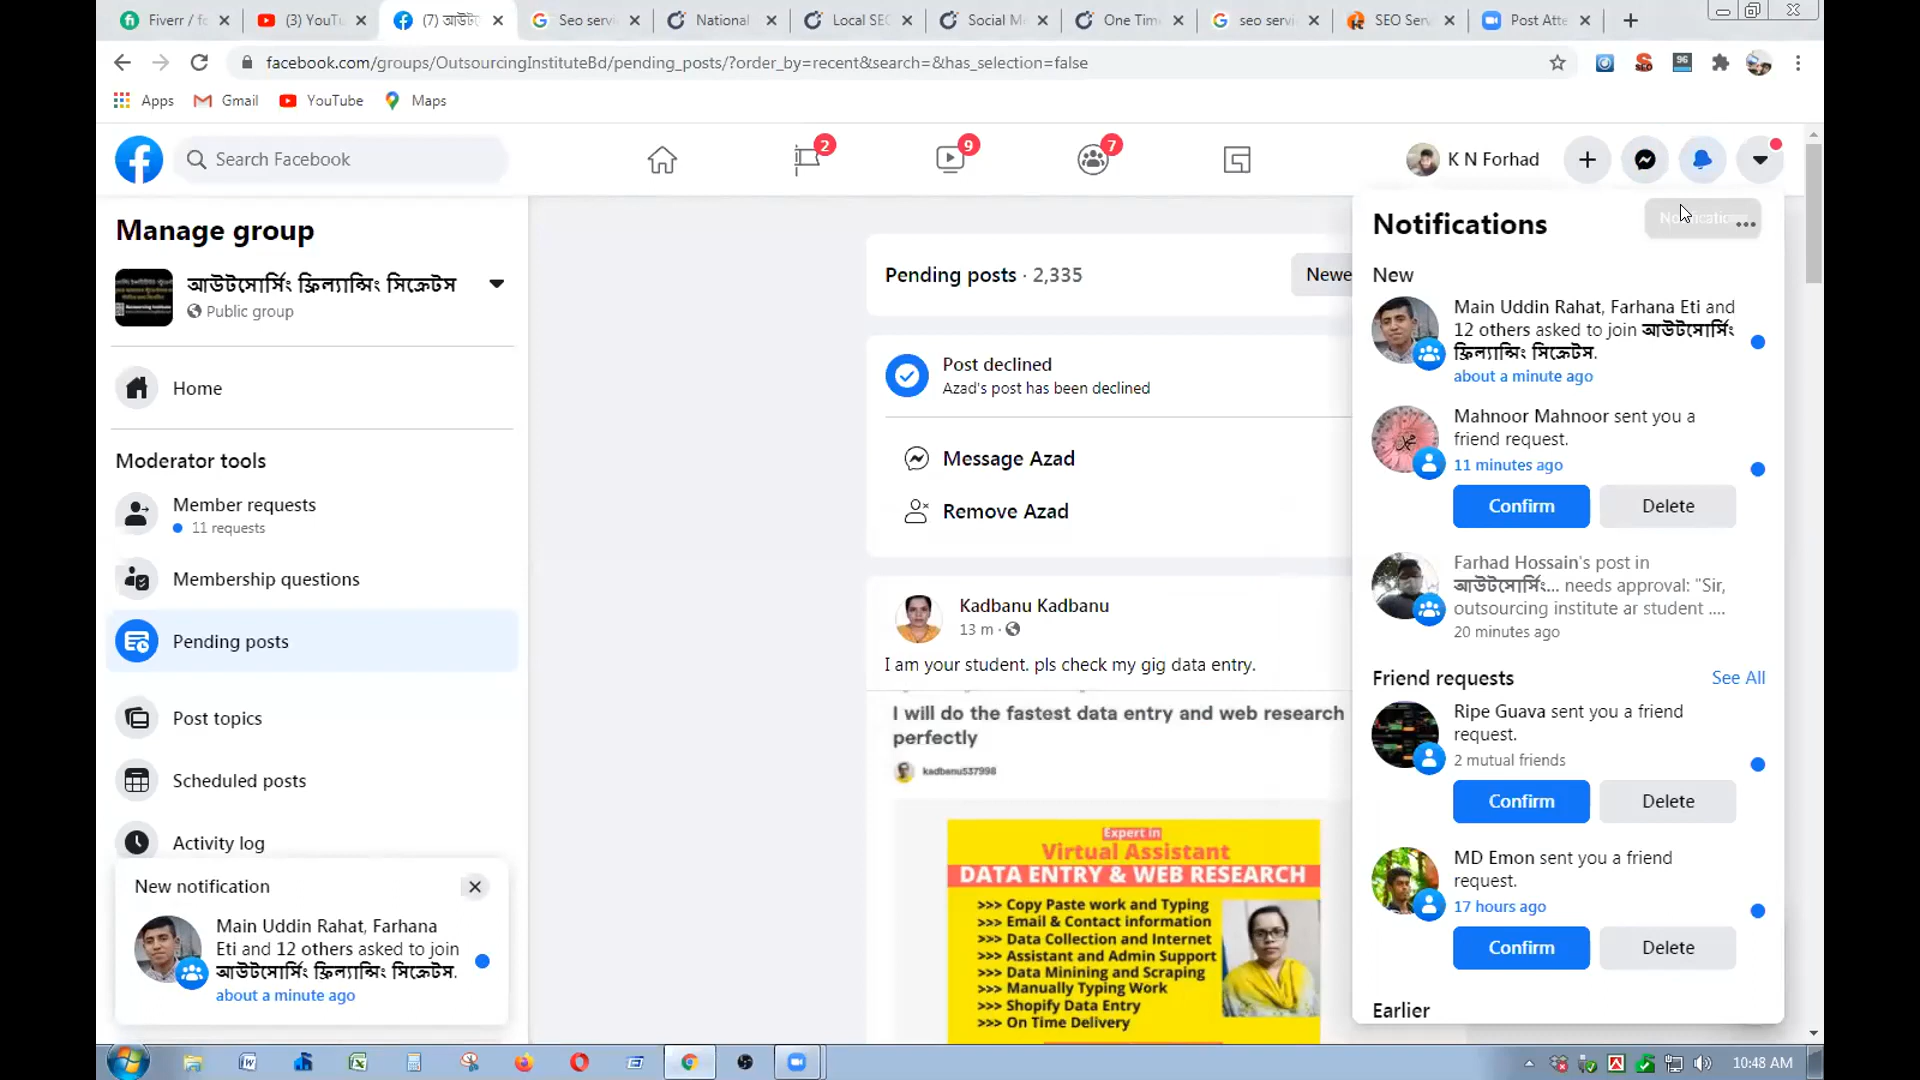 Fiverr / fo
(3) YouTu
(7) আউট
Seo servi
National
Local SEO
Social M
One Tim
seo servi
SEO Serv
Post Atte
facebook.com/groups/OutsourcingInstituteBd/pending_posts/?order_by=recent&search=&has_selection=false
96
Apps
Gmail
YouTube
Maps
Search Facebook
2
9
7
K N Forhad
Manage group
আউটসোর্সিং ফ্রিল্যান্সিং সিক্রেটস
Public group
Home
Moderator tools
Member requests
11 requests
Membership questions
Pending posts
Post topics
Scheduled posts
Activity log
New notification
Main Uddin Rahat, Farhana
Eti and 12 others asked to join
আউটসোর্সিং ফ্রিল্যান্সিং সিক্রেটস.
about a minute ago
Pending posts · 2,335
Newe
Post declined
Azad's post has been declined
Message Azad
Remove Azad
Kadbanu Kadbanu
13 m ·
I am your student. pls check my gig data entry.
I will do the fastest data entry and web research
perfectly
kadbanu537998
Expert in
Virtual Assistant
DATA ENTRY & WEB RESEARCH
>>> Copy Paste work and Typing
>>> Email & Contact information
>>> Data Collection and Internet
>>> Assistant and Admin Support
>>> Data Minining and Scraping
>>> Manually Typing Work
>>> Shopify Data Entry
>>> On Time Delivery
Notifications
New
Main Uddin Rahat, Farhana Eti and
12 others asked to join আউটসোর্সিং
ফ্রিল্যান্সিং সিক্রেটস.
about a minute ago
Mahnoor Mahnoor sent you a
friend request.
11 minutes ago
Confirm
Delete
Farhad Hossain's post in
আউটসোর্সিং... needs approval: "Sir,
outsourcing institute ar student ....
20 minutes ago
Friend requests
See All
Ripe Guava sent you a friend
request.
2 mutual friends
Confirm
Delete
MD Emon sent you a friend
request.
17 hours ago
Confirm
Delete
Earlier
10:48 AM